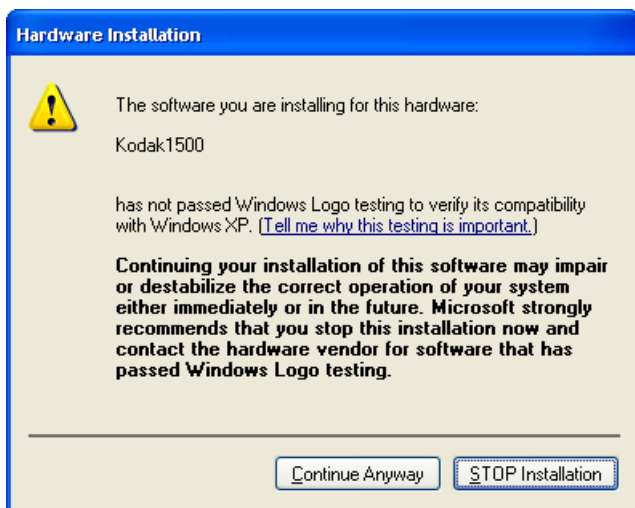 Hardware Installation
The software you are installing for this hardware:
Kodak1500
has not passed Windows Logo testing to verify its compatibility
with Windows XP. (Tell me why this testing is important.)
Continuing your installation of this software may impair
or destabilize the correct operation of your system
either immediately or in the future. Microsoft strongly
recommends that you stop this installation now and
contact the hardware vendor for software that has
passed Windows Logo testing.
Continue Anyway STOP Installation